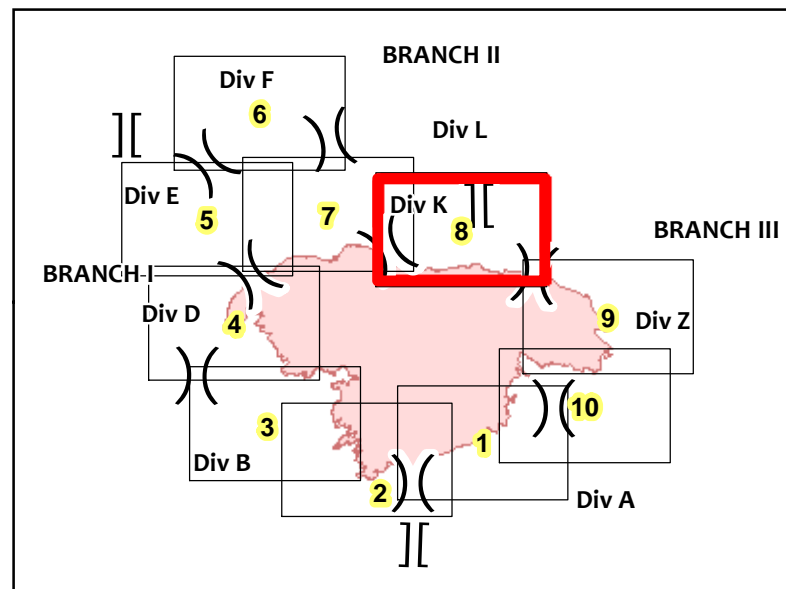 BRANCH II
Div F
6
Div L
][
Div E
5
7
Div K
][
8
BRANCH III
BRANCH I
Div D
4
9
Div Z
3
10
1
Div B
2
Div A
][